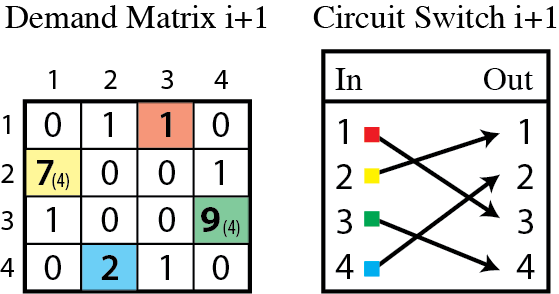 Demand Matrix i+1
1 2 3 4
1 0 1 1 0
2 7(4) 0 0 1
3 1 0 0 9(4)
4 0 2 1 0
Circuit Switch i+1
In Out
1 1
2 2
3 3
4 4